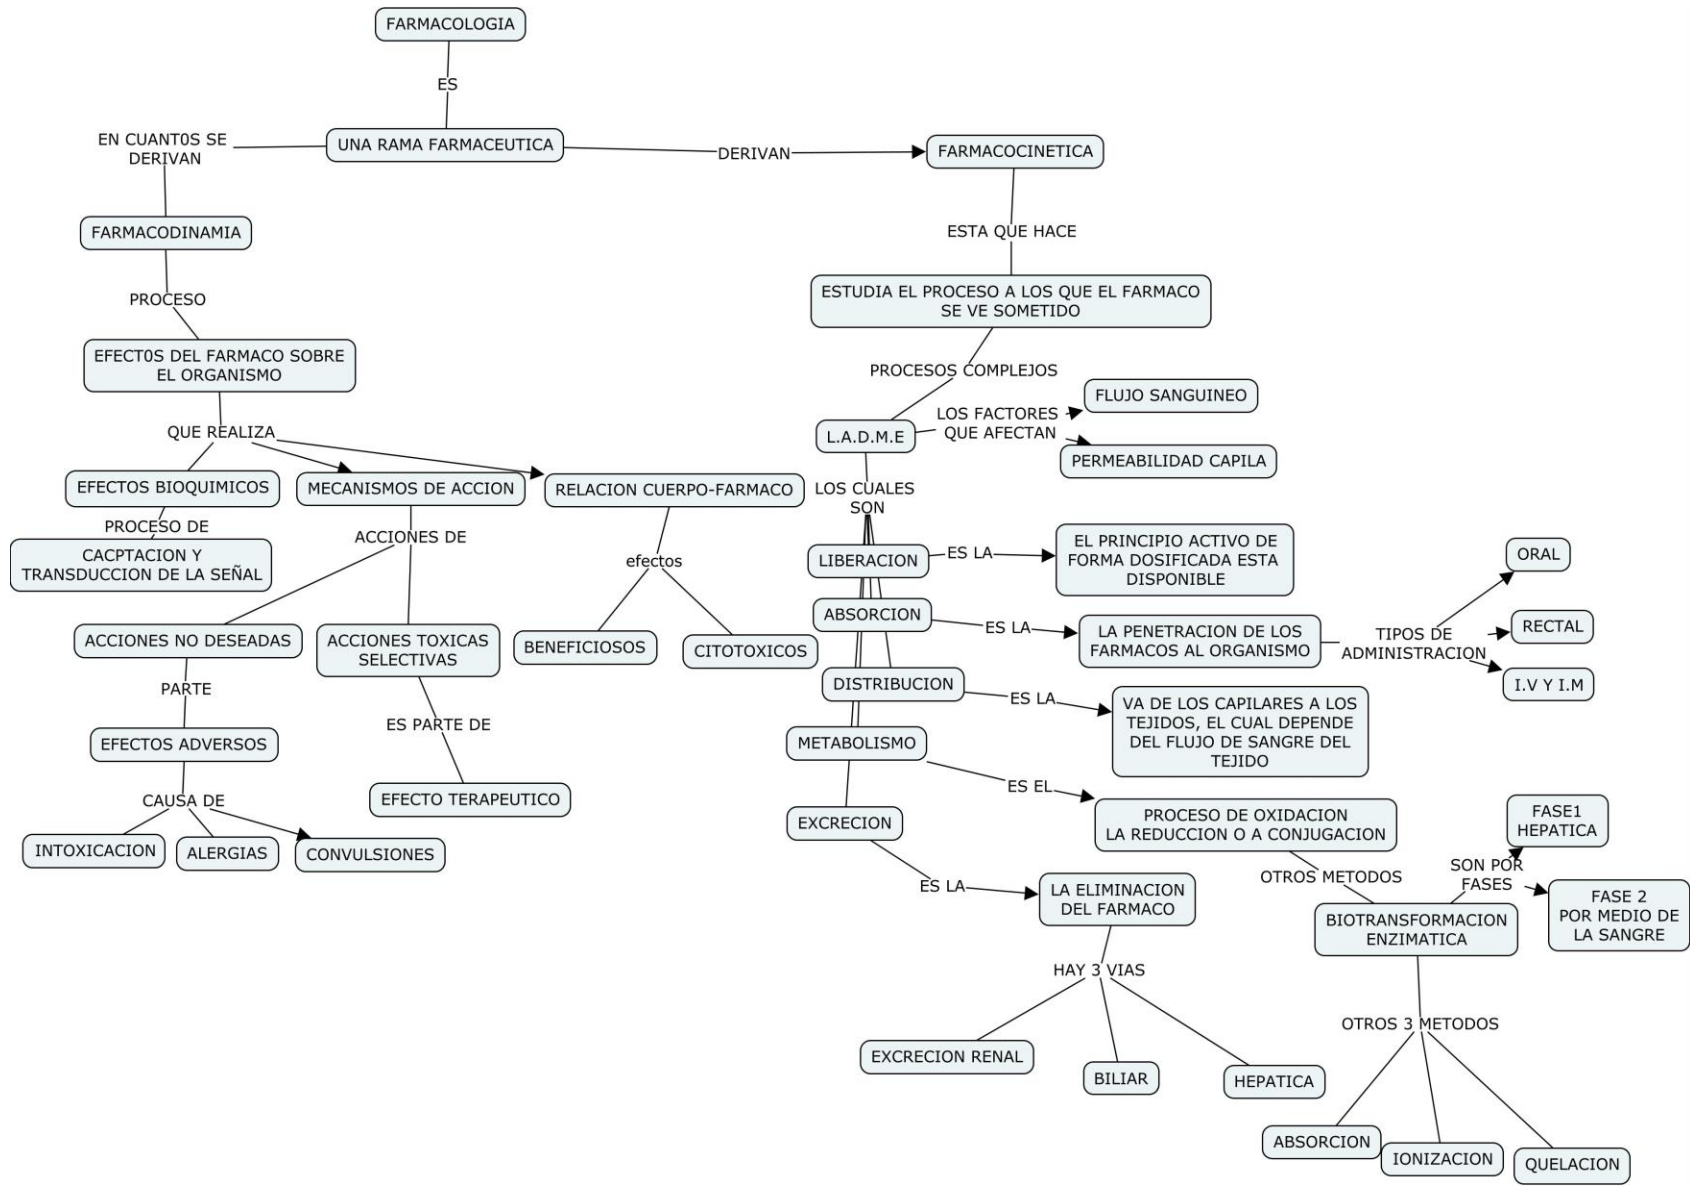 FARMACOLOGIA
ES
EN CUANT0S SE
DERIVAN
UNA RAMA FARMACEUTICA
DERIVAN
FARMACOCINETICA
FARMACODINAMIA
ESTA QUE HACE
PROCESO
ESTUDIA EL PROCESO A LOS QUE EL FARMACO
SE VE SOMETIDO
EFECT0S DEL FARMACO SOBRE
EL ORGANISMO
PROCESOS COMPLEJOS
FLUJO SANGUINEO
LOS FACTORES
QUE AFECTAN
L.A.D.M.E
QUE REALIZA
PERMEABILIDAD CAPILA
EFECTOS BIOQUIMICOS
MECANISMOS DE ACCION
RELACION CUERPO-FARMACO
LOS CUALES
SON
PROCESO DE
ACCIONES DE
CACPTACION Y
TRANSDUCCION DE LA SEÑAL
efectos
LIBERACION
ES LA
EL PRINCIPIO ACTIVO DE
FORMA DOSIFICADA ESTA
DISPONIBLE
ORAL
ABSORCION
ES LA
LA PENETRACION DE LOS
FARMACOS AL ORGANISMO
TIPOS DE
ADMINISTRACION
RECTAL
I.V Y I.M
ACCIONES NO DESEADAS
ACCIONES TOXICAS
SELECTIVAS
BENEFICIOSOS
CITOTOXICOS
DISTRIBUCION
ES LA
VA DE LOS CAPILARES A LOS
TEJIDOS, EL CUAL DEPENDE
DEL FLUJO DE SANGRE DEL
TEJIDO
PARTE
ES PARTE DE
EFECTOS ADVERSOS
METABOLISMO
ES EL
PROCESO DE OXIDACION
LA REDUCCION O A CONJUGACION
EFECTO TERAPEUTICO
CAUSA DE
INTOXICACION
ALERGIAS
CONVULSIONES
EXCRECION
FASE1
HEPATICA
OTROS METODOS
SON POR
FASES
ES LA
LA ELIMINACION
DEL FARMACO
BIOTRANSFORMACION
ENZIMATICA
FASE 2
POR MEDIO DE
LA SANGRE
HAY 3 VIAS
OTROS 3 METODOS
EXCRECION RENAL
BILIAR
HEPATICA
ABSORCION
IONIZACION
QUELACION